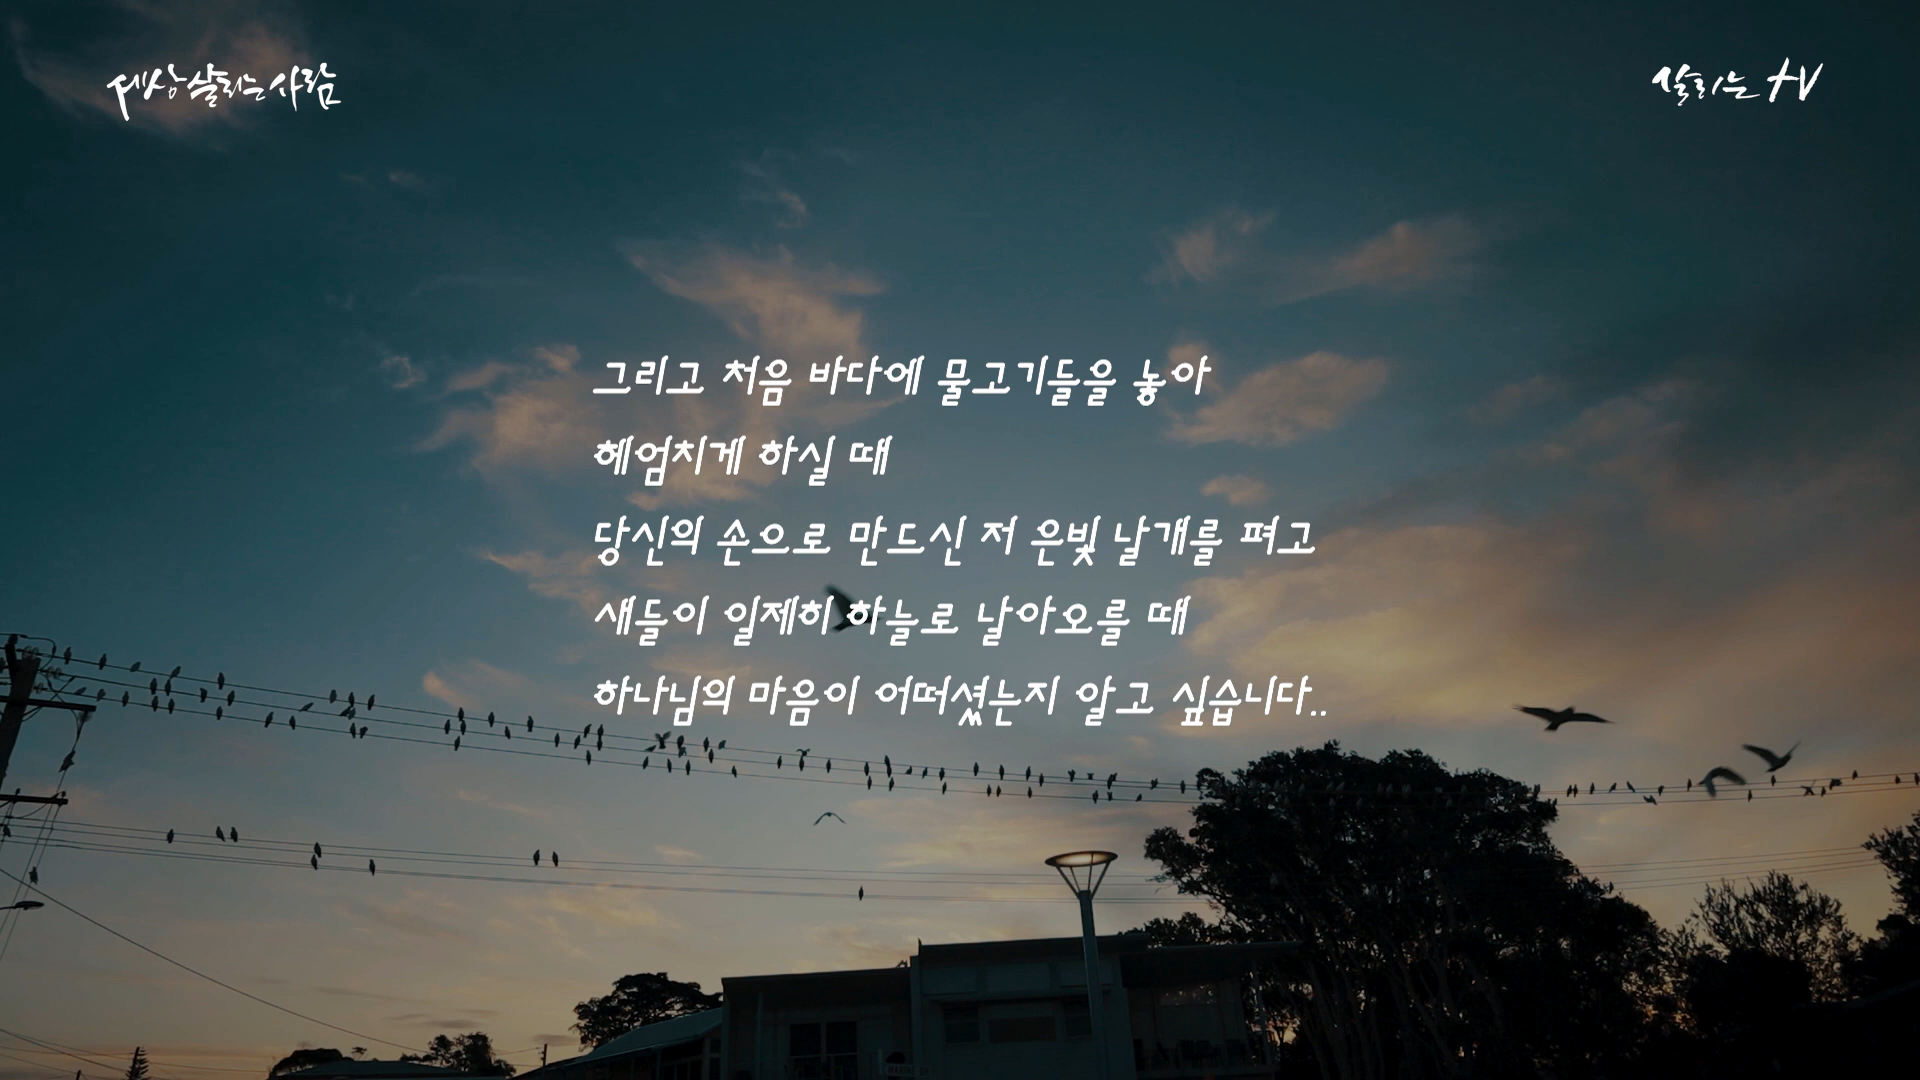 세상살리는사람
살리는 TV
그리고 처음 바다에 물고기들을 놓아
헤엄치게 하실 때
당신의 손으로 만드신 저 은빛 날개를 펴고
새들이 일제히 하늘로 날아오를 때
하나님의 마음이 어떠셨는지 알고 싶습니다..